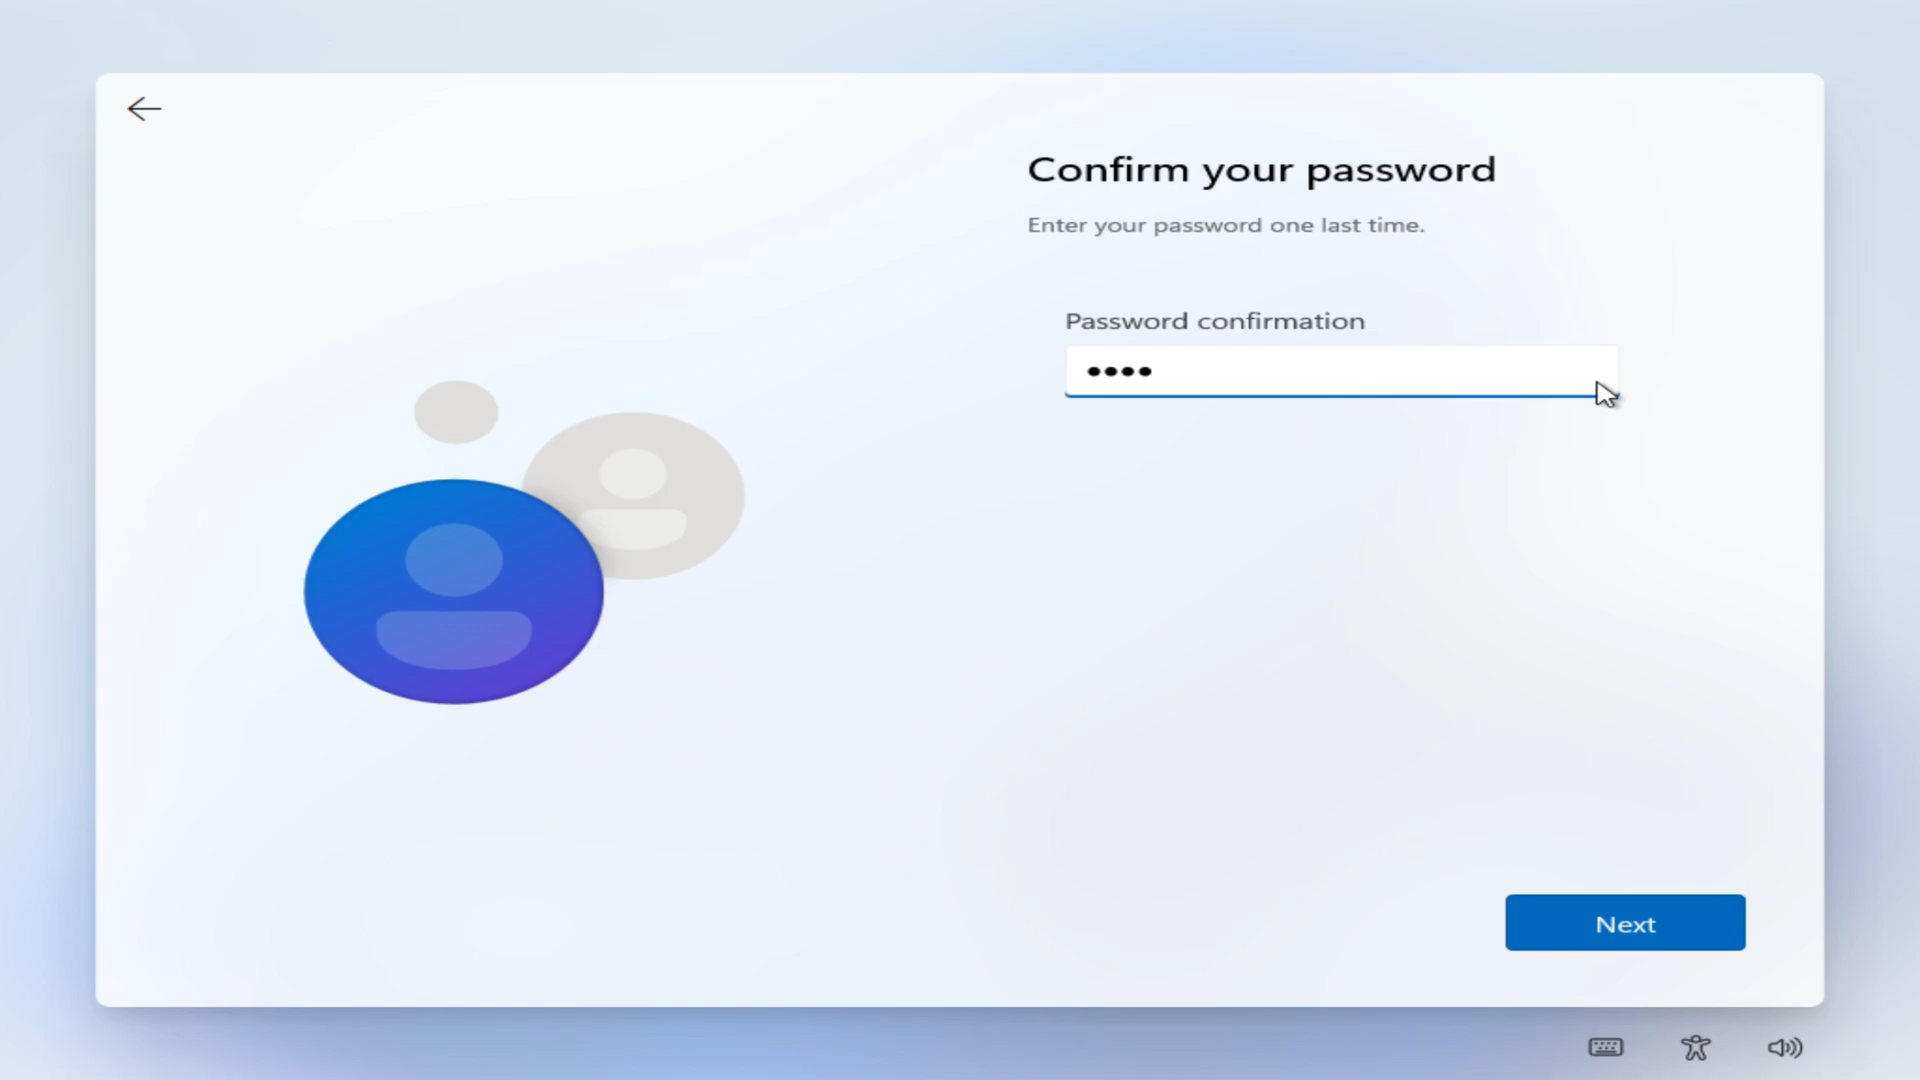 Confirm your password
Enter your password one last time.
Password confirmation
••••
Next